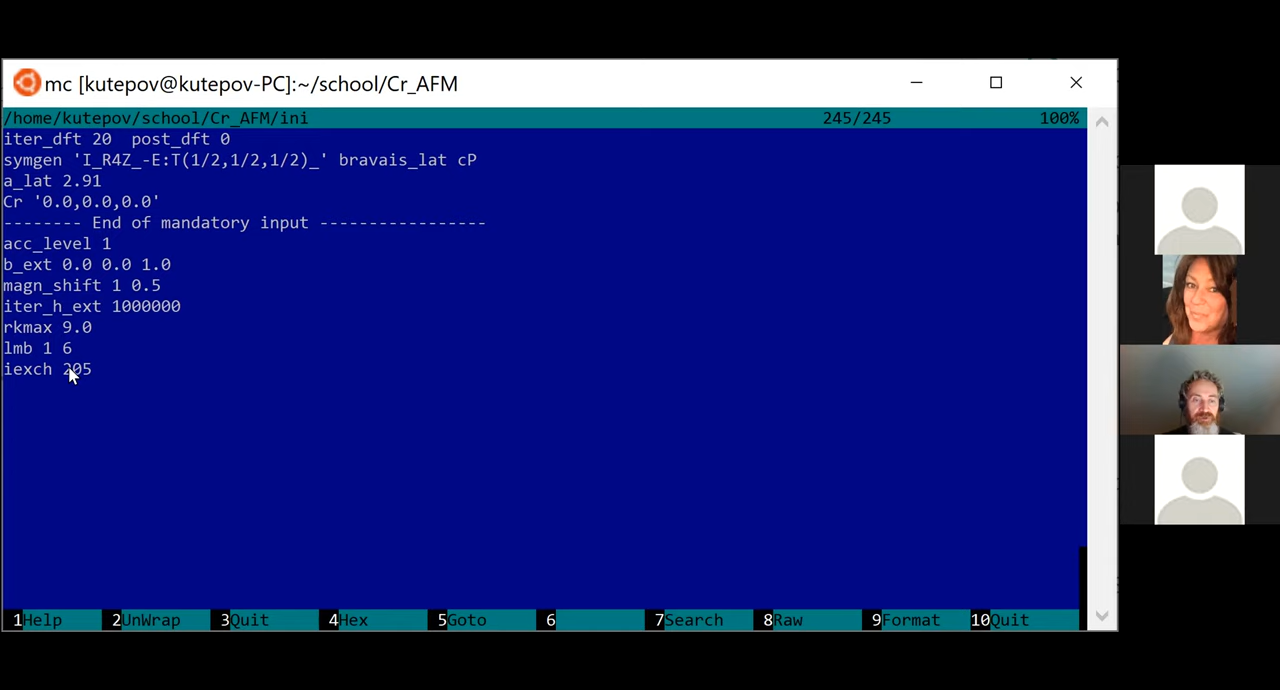 mc [kutepov@kutepov-PC]:~/school/Cr_AFM
/home/kutepov/school/Cr_AFM/ini 245/245 100%
iter_dft 20  post_dft 0
symgen 'I_R4Z_-E:T(1/2,1/2,1/2)_' bravais_lat cP
a_lat 2.91
Cr '0.0,0.0,0.0'
-------- End of mandatory input -----------------
acc_level 1
b_ext 0.0 0.0 1.0
magn_shift 1 0.5
iter_h_ext 1000000
rkmax 9.0
lmb 1 6
iexch 205
1Help 2UnWrap 3Quit 4Hex 5Goto 6 7Search 8Raw 9Format 10Quit